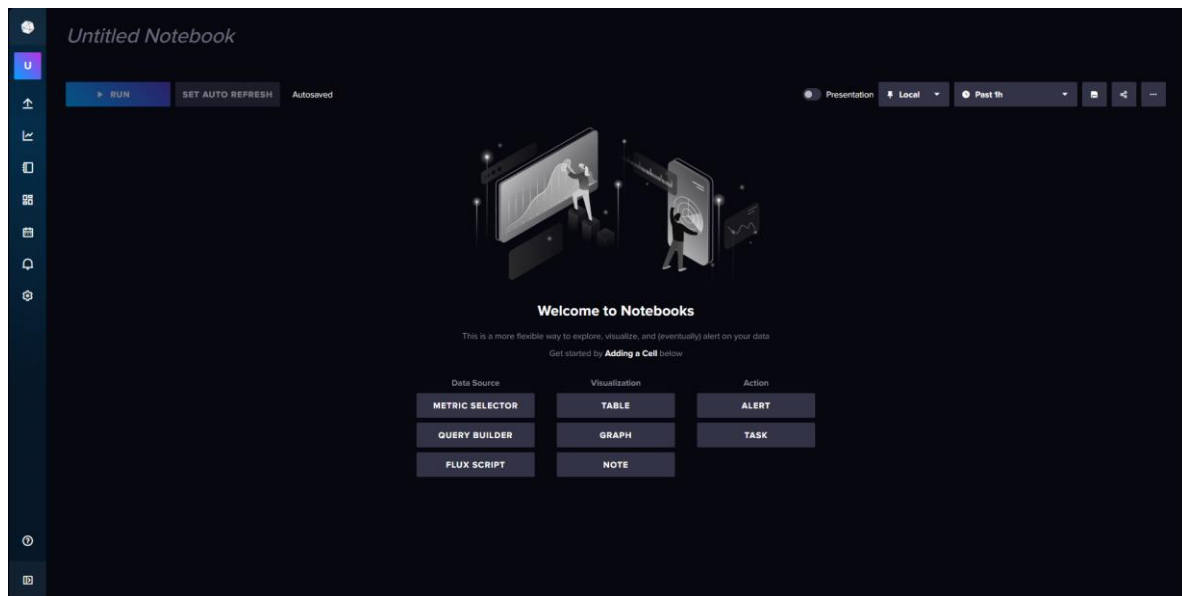 Untitled Notebook
U
RUN SET AUTO REFRESH Autosaved Presentation Local Past 1h
Welcome to Notebooks
This is a more flexible way to explore, visualize, and (eventually) alert on your data
Get started by Adding a Cell below
Data Source Visualization Action
METRIC SELECTOR TABLE ALERT
QUERY BUILDER GRAPH TASK
FLUX SCRIPT NOTE